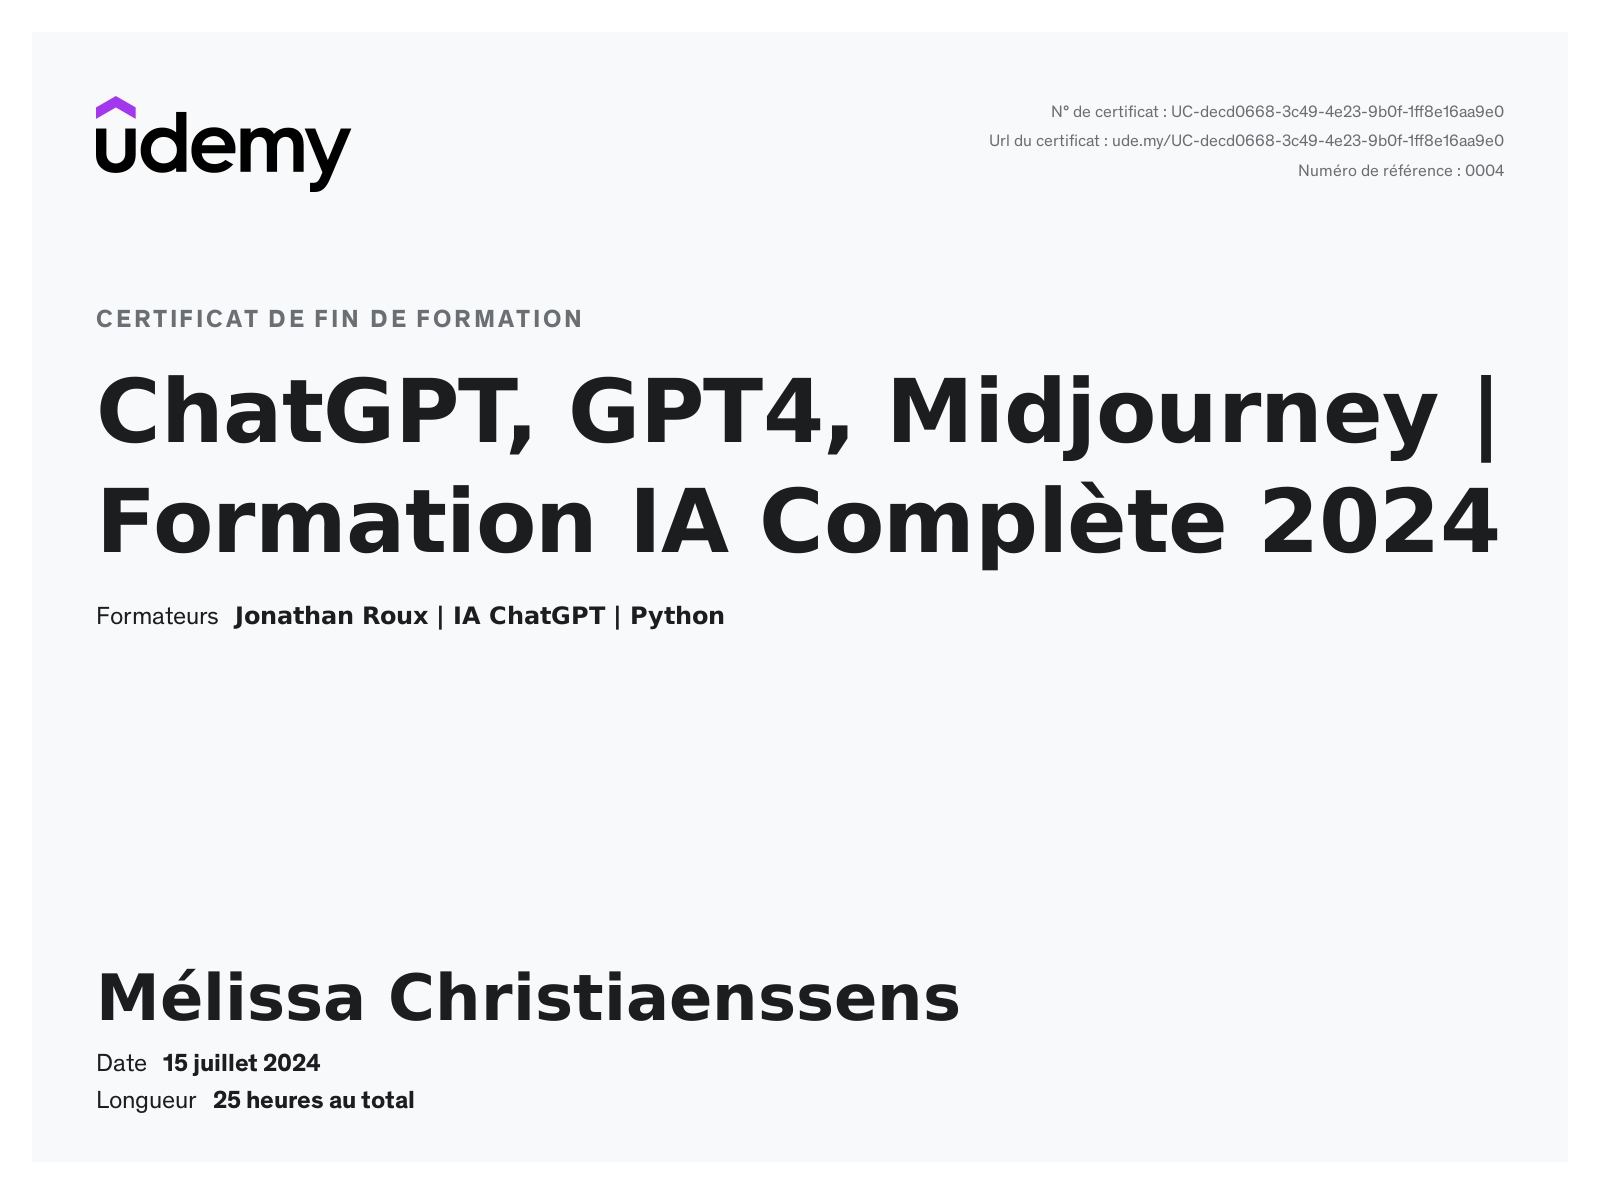 udemy
N° de certificat : UC-decd0668-3c49-4e23-9b0f-1ff8e16aa9e0
Url du certificat : ude.my/UC-decd0668-3c49-4e23-9b0f-1ff8e16aa9e0
Numéro de référence : 0004
CERTIFICAT DE FIN DE FORMATION
ChatGPT, GPT4, Midjourney |
Formation IA Complète 2024
Formateurs Jonathan Roux | IA ChatGPT | Python
Mélissa Christiaenssens
Date 15 juillet 2024
Longueur 25 heures au total